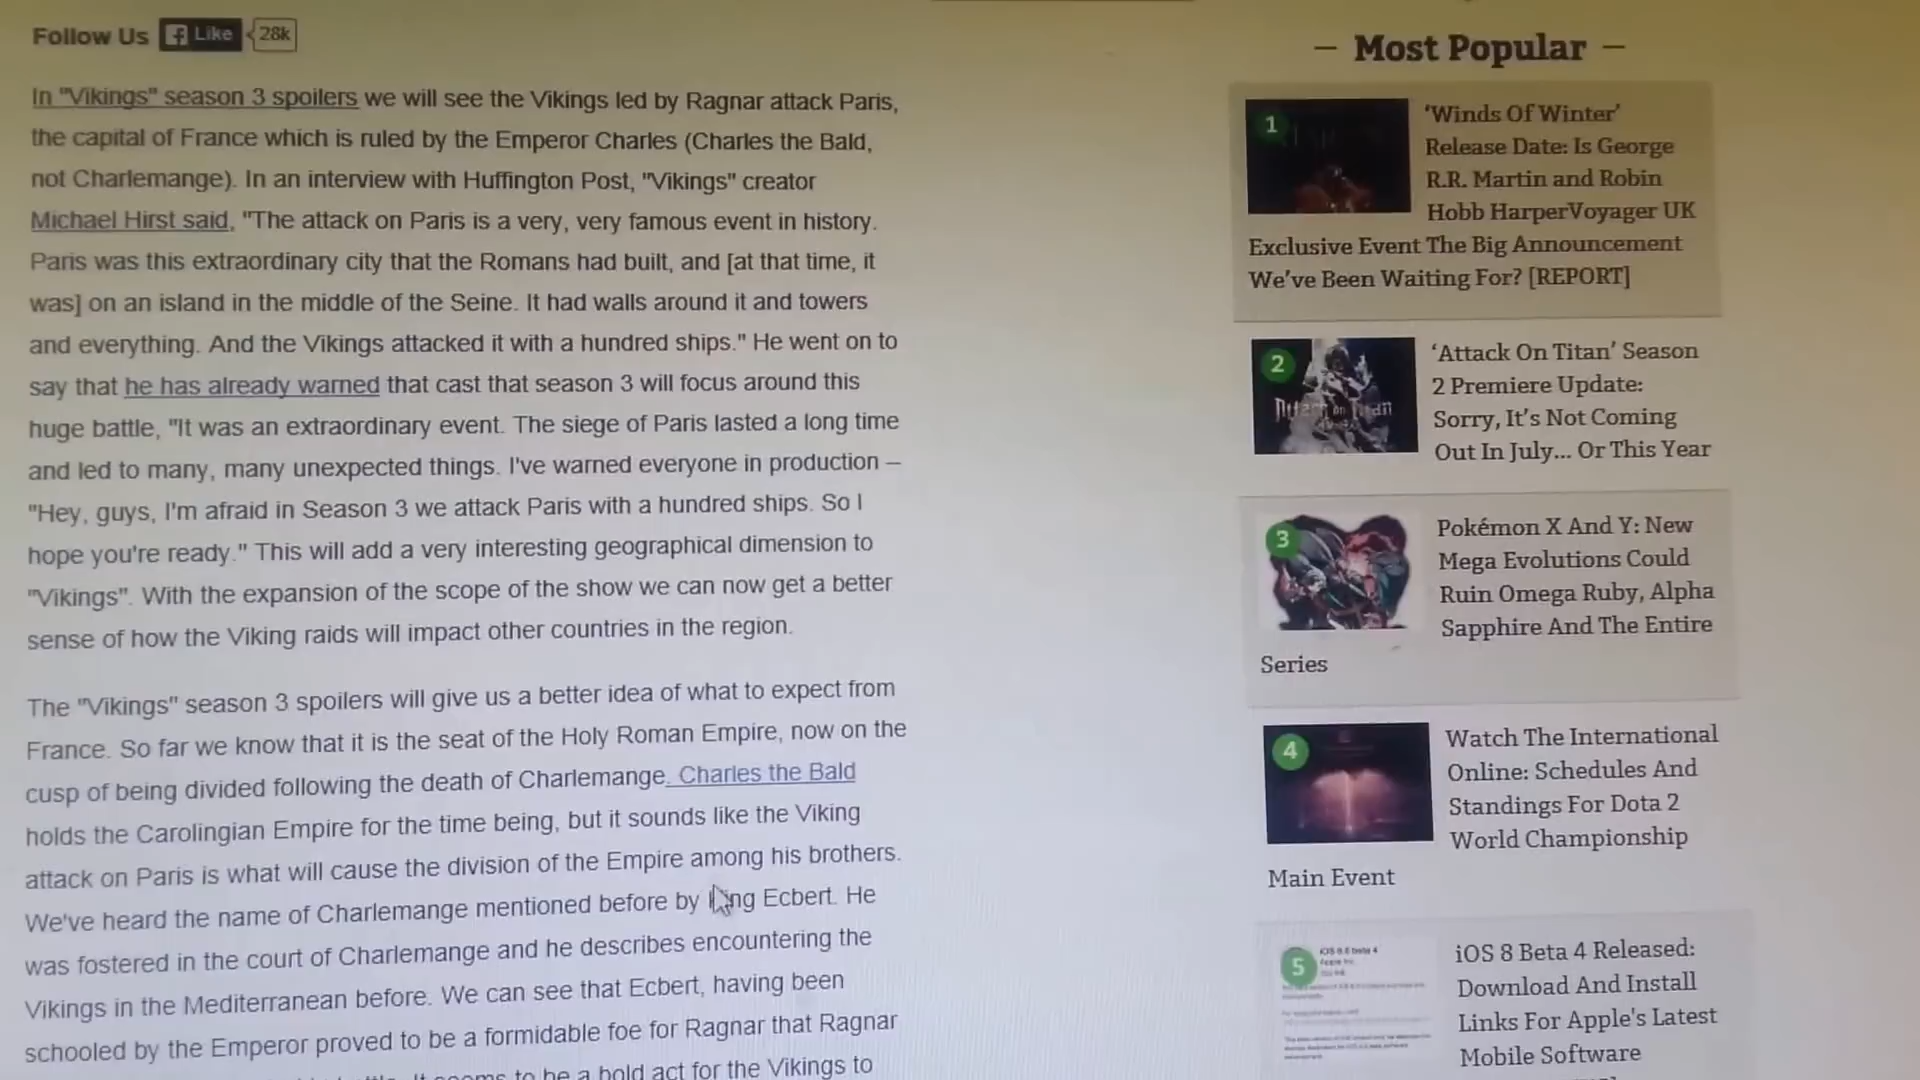 Follow Us Like 28k
In "Vikings" season 3 spoilers we will see the Vikings led by Ragnar attack Paris,
the capital of France which is ruled by the Emperor Charles (Charles the Bald,
not Charlemange). In an interview with Huffington Post, "Vikings" creator
Michael Hirst said, "The attack on Paris is a very, very famous event in history.
Paris was this extraordinary city that the Romans had built, and [at that time, it
was] on an island in the middle of the Seine. It had walls around it and towers
and everything. And the Vikings attacked it with a hundred ships." He went on to
say that he has already warned that cast that season 3 will focus around this
huge battle, "It was an extraordinary event. The siege of Paris lasted a long time
and led to many, many unexpected things. I've warned everyone in production –
"Hey, guys, I'm afraid in Season 3 we attack Paris with a hundred ships. So I
hope you're ready." This will add a very interesting geographical dimension to
"Vikings". With the expansion of the scope of the show we can now get a better
sense of how the Viking raids will impact other countries in the region.
The "Vikings" season 3 spoilers will give us a better idea of what to expect from
France. So far we know that it is the seat of the Holy Roman Empire, now on the
cusp of being divided following the death of Charlemange. Charles the Bald
holds the Carolingian Empire for the time being, but it sounds like the Viking
attack on Paris is what will cause the division of the Empire among his brothers.
We've heard the name of Charlemange mentioned before by King Ecbert. He
was fostered in the court of Charlemange and he describes encountering the
Vikings in the Mediterranean before. We can see that Ecbert, having been
schooled by the Emperor proved to be a formidable foe for Ragnar that Ragnar
to be a bold act for the Vikings to
— Most Popular —
1
'Winds Of Winter'
Release Date: Is George
R.R. Martin and Robin
Hobb HarperVoyager UK
Exclusive Event The Big Announcement
We've Been Waiting For? [REPORT]
2
Attack on Titan
'Attack On Titan' Season
2 Premiere Update:
Sorry, It's Not Coming
Out In July... Or This Year
3
Pokémon X And Y: New
Mega Evolutions Could
Ruin Omega Ruby, Alpha
Sapphire And The Entire
Series
4
Watch The International
Online: Schedules And
Standings For Dota 2
World Championship
Main Event
5
iOS 8 Beta 4 Released:
Download And Install
Links For Apple's Latest
Mobile Software